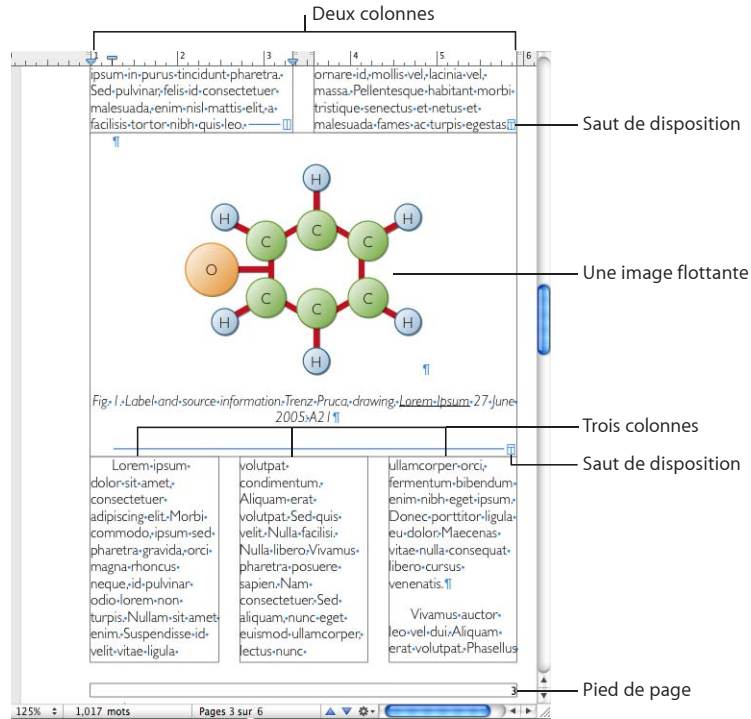 Deux colonnes
1 2 3 4 5 6
ipsum in purus tincidunt pharetra.
Sed pulvinar, felis id consectetuer
malesuada, enim nisl mattis elit, a
facilisis tortor nibh quis leo.
ornare id, mollis vel, lacinia vel,
massa. Pellentesque habitant morbi
tristique senectus et netus et
malesuada fames ac turpis egestas
Saut de disposition
¶
H
H H
C
C C
O
C C
C
H H
H
Une image flottante
¶
Fig. 1. Label and source information: Trenz Pruca, drawing, Lorem Ipsum 27 June
2005: A21¶
Trois colonnes
Saut de disposition
Lorem ipsum
dolor sit amet,
consectetuer
adipiscing elit. Morbi
commodo, ipsum sed
pharetra gravida, orci
magna rhoncus
neque, id pulvinar
odio lorem non
turpis. Nullam sit amet
enim. Suspendisse id
velit vitae ligula
volutpat
condimentum.
Aliquam erat
volutpat. Sed quis
velit. Nulla facilisi.
Nulla libero. Vivamus
pharetra posuere
sapien. Nam
consectetuer. Sed
aliquam, nunc eget
euismod ullamcorper,
lectus nunc
ullamcorper orci,
fermentum bibendum
enim nibh eget ipsum.
Donec porttitor ligula
eu dolor. Maecenas
vitae nulla consequat
libero cursus
venenatis.¶
Vivamus auctor
leo vel dui. Aliquam
erat volutpat. Phasellus
3
Pied de page
125% 1,017 mots Pages 3 sur 6